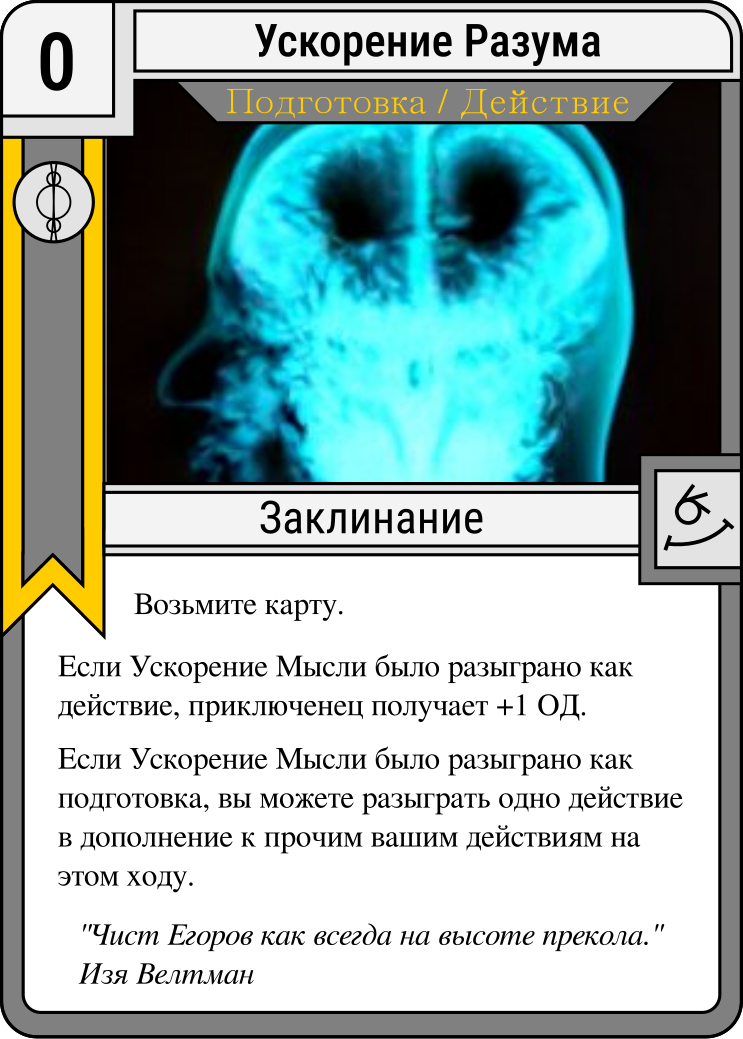 0
Ускорение Разума
Подготовка / Действие
Заклинание
Возьмите карту.
Если Ускорение Мысли было разыграно как
действие, приключенец получает +1 ОД.
Если Ускорение Мысли было разыграно как
подготовка, вы можете разыграть одно действие
в дополнение к прочим вашим действиям на
этом ходу.
"Чист Егоров как всегда на высоте прекола."
Изя Велтман